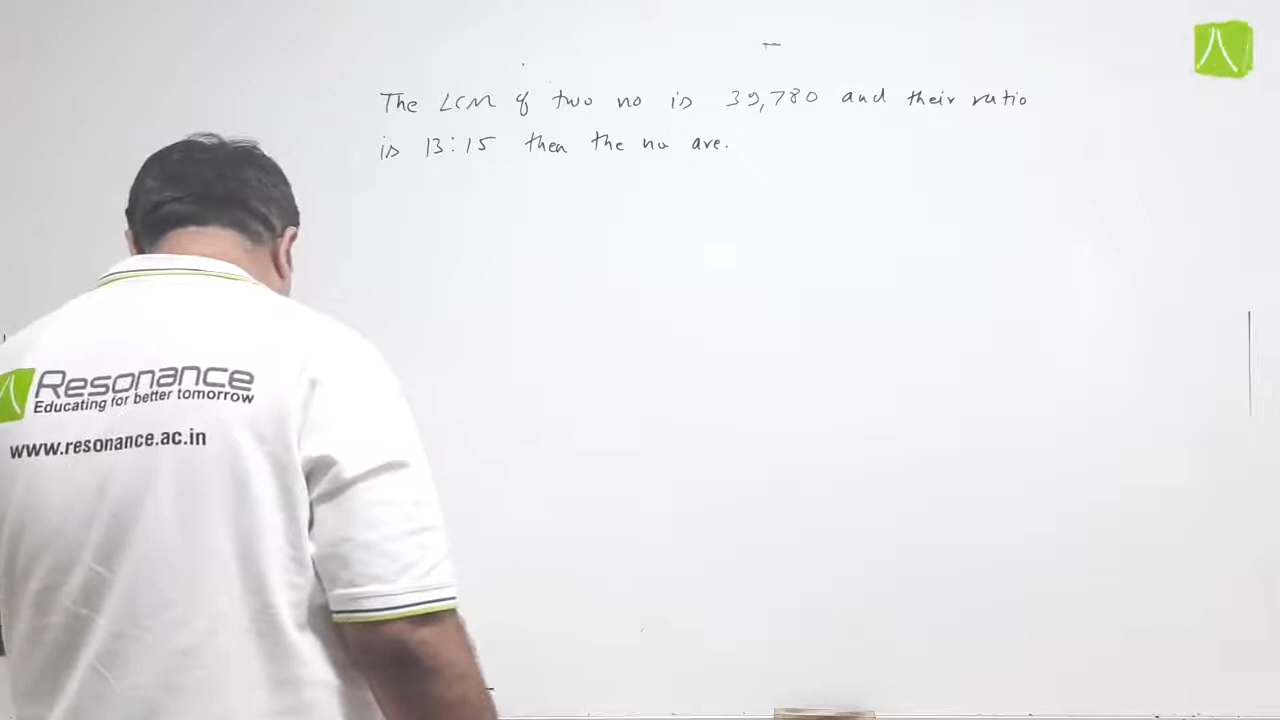 The LCM of two no is 39,780 and their ratio
is 13:15 then the no are.
Resonance
Educating for better tomorrow
www.resonance.ac.in